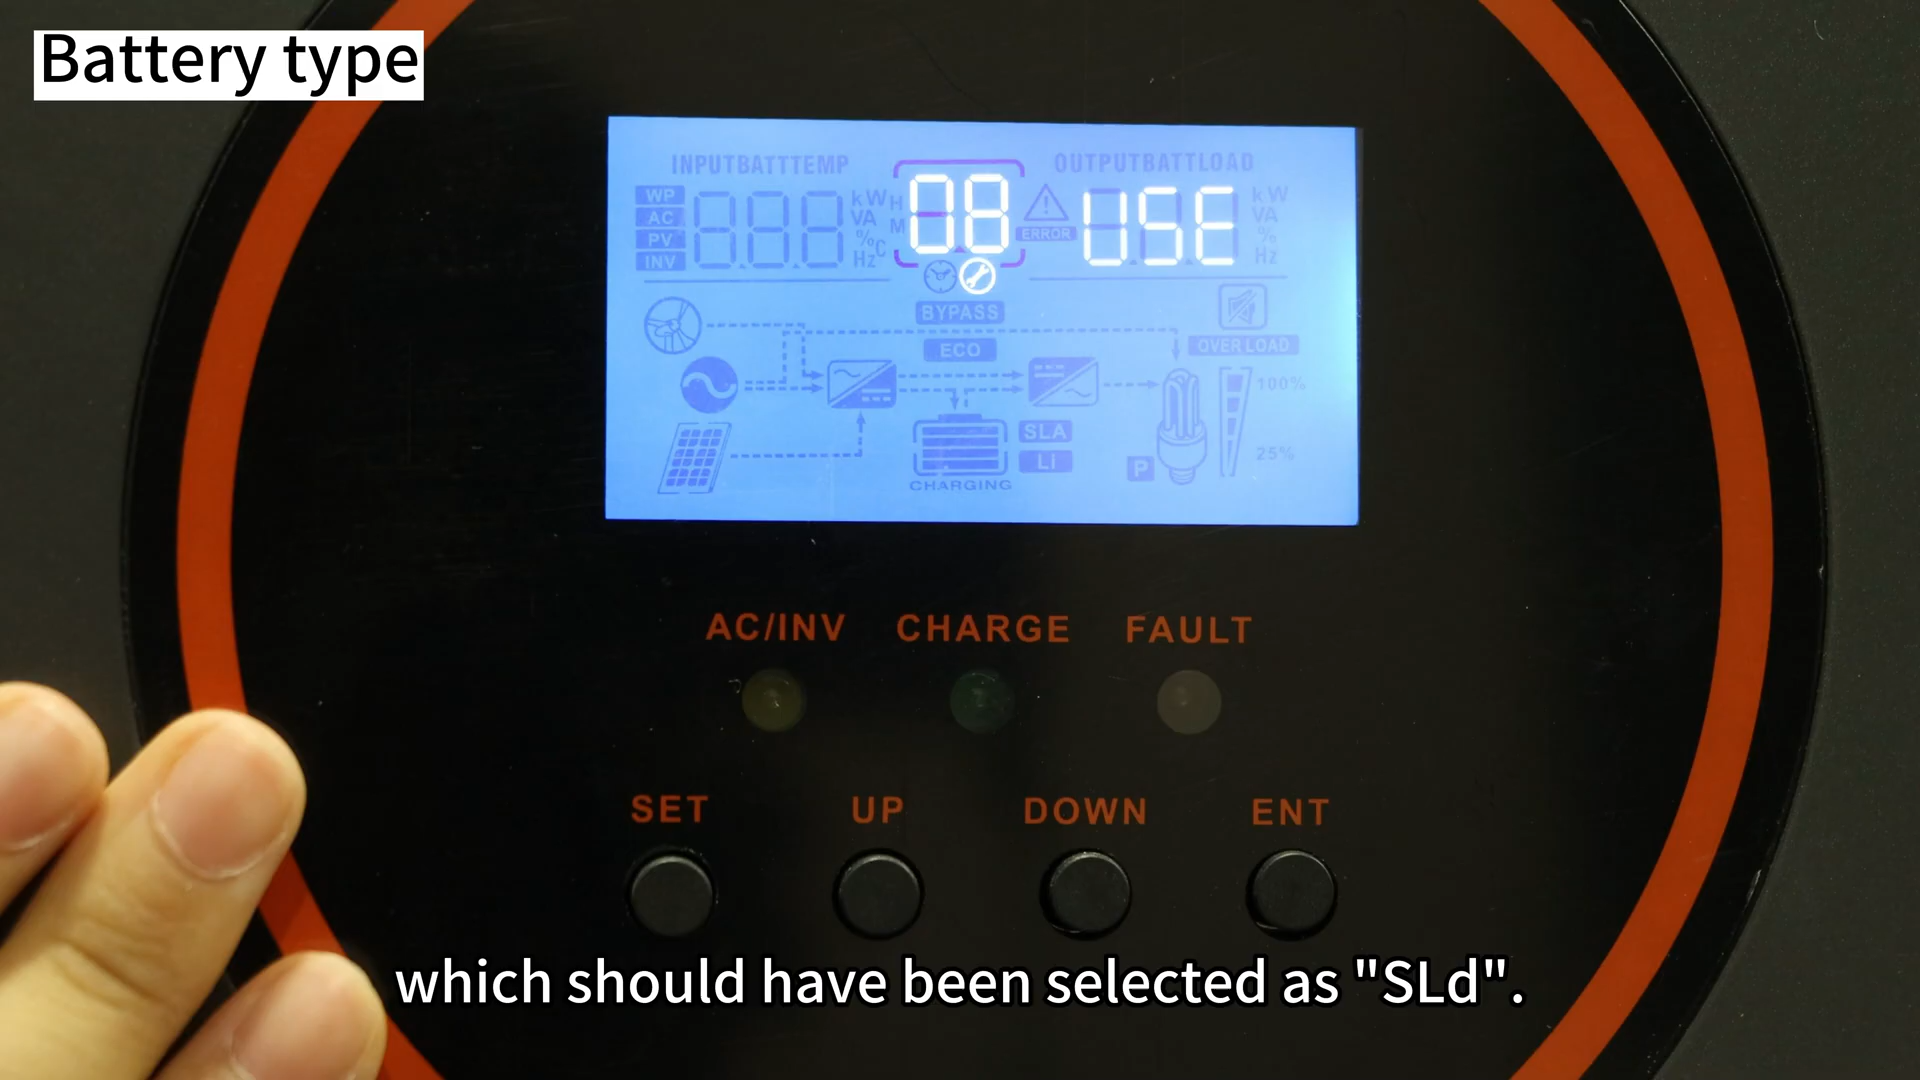 Battery type
INPUTBATTTEMP
OUTPUTBATTLOAD
WP
AC
PV
INV
kW
VA
%
°C
Hz
H
M
08
ERROR
USE
kW
VA
%
Hz
BYPASS
ECO
OVER LOAD
100%
25%
SLA
Li
CHARGING
P
AC/INV CHARGE FAULT
SET UP DOWN ENT
which should have been selected as "SLd".